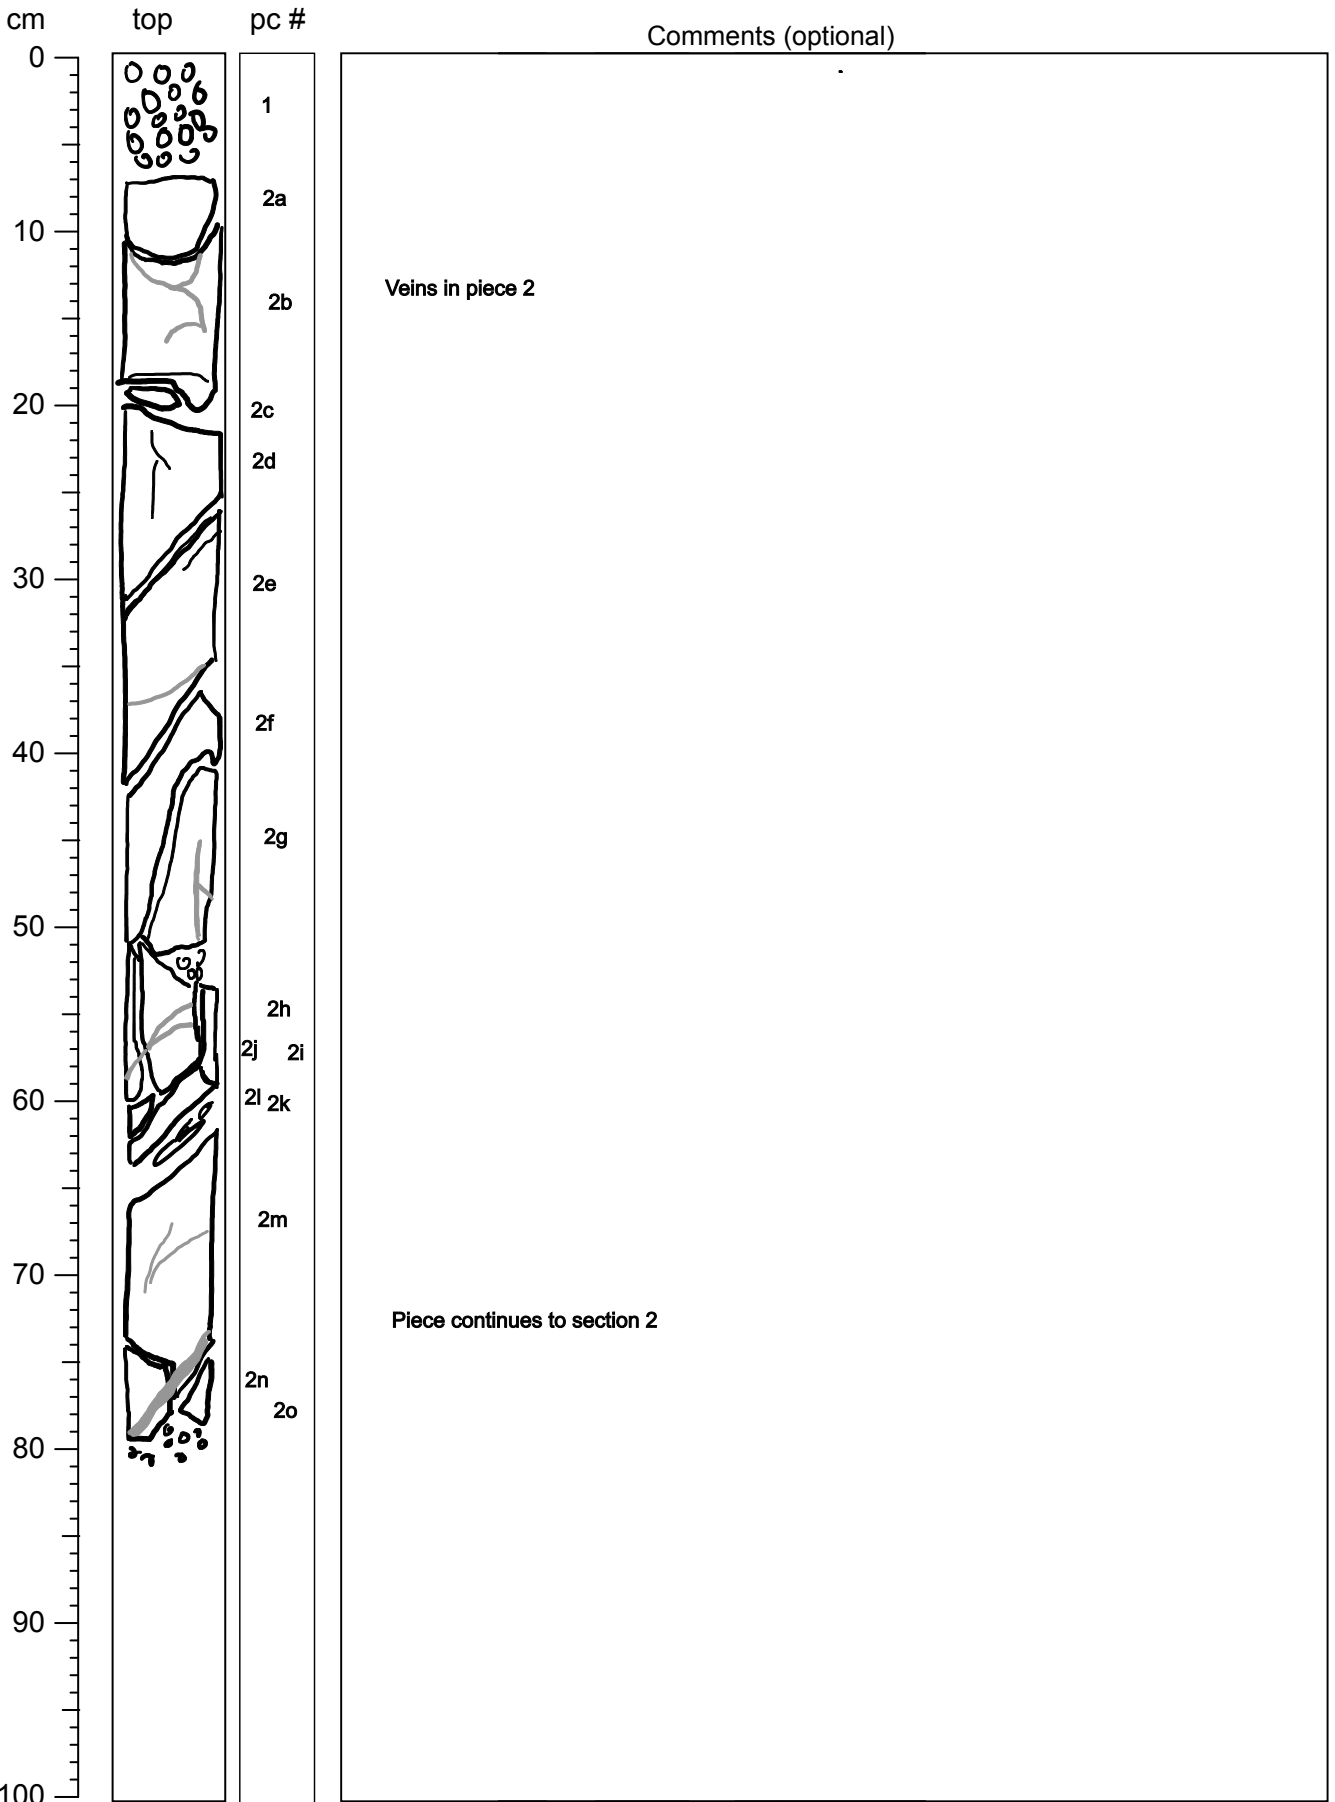 cm top pc #
Comments (optional)
0
1
2a
10
Veins in piece 2
2b
20
2c
2d
30
2e
2f
40
2g
50
2h
2j 2i
60
2l 2k
2m
70
Piece continues to section 2
2n
2o
80
90
100